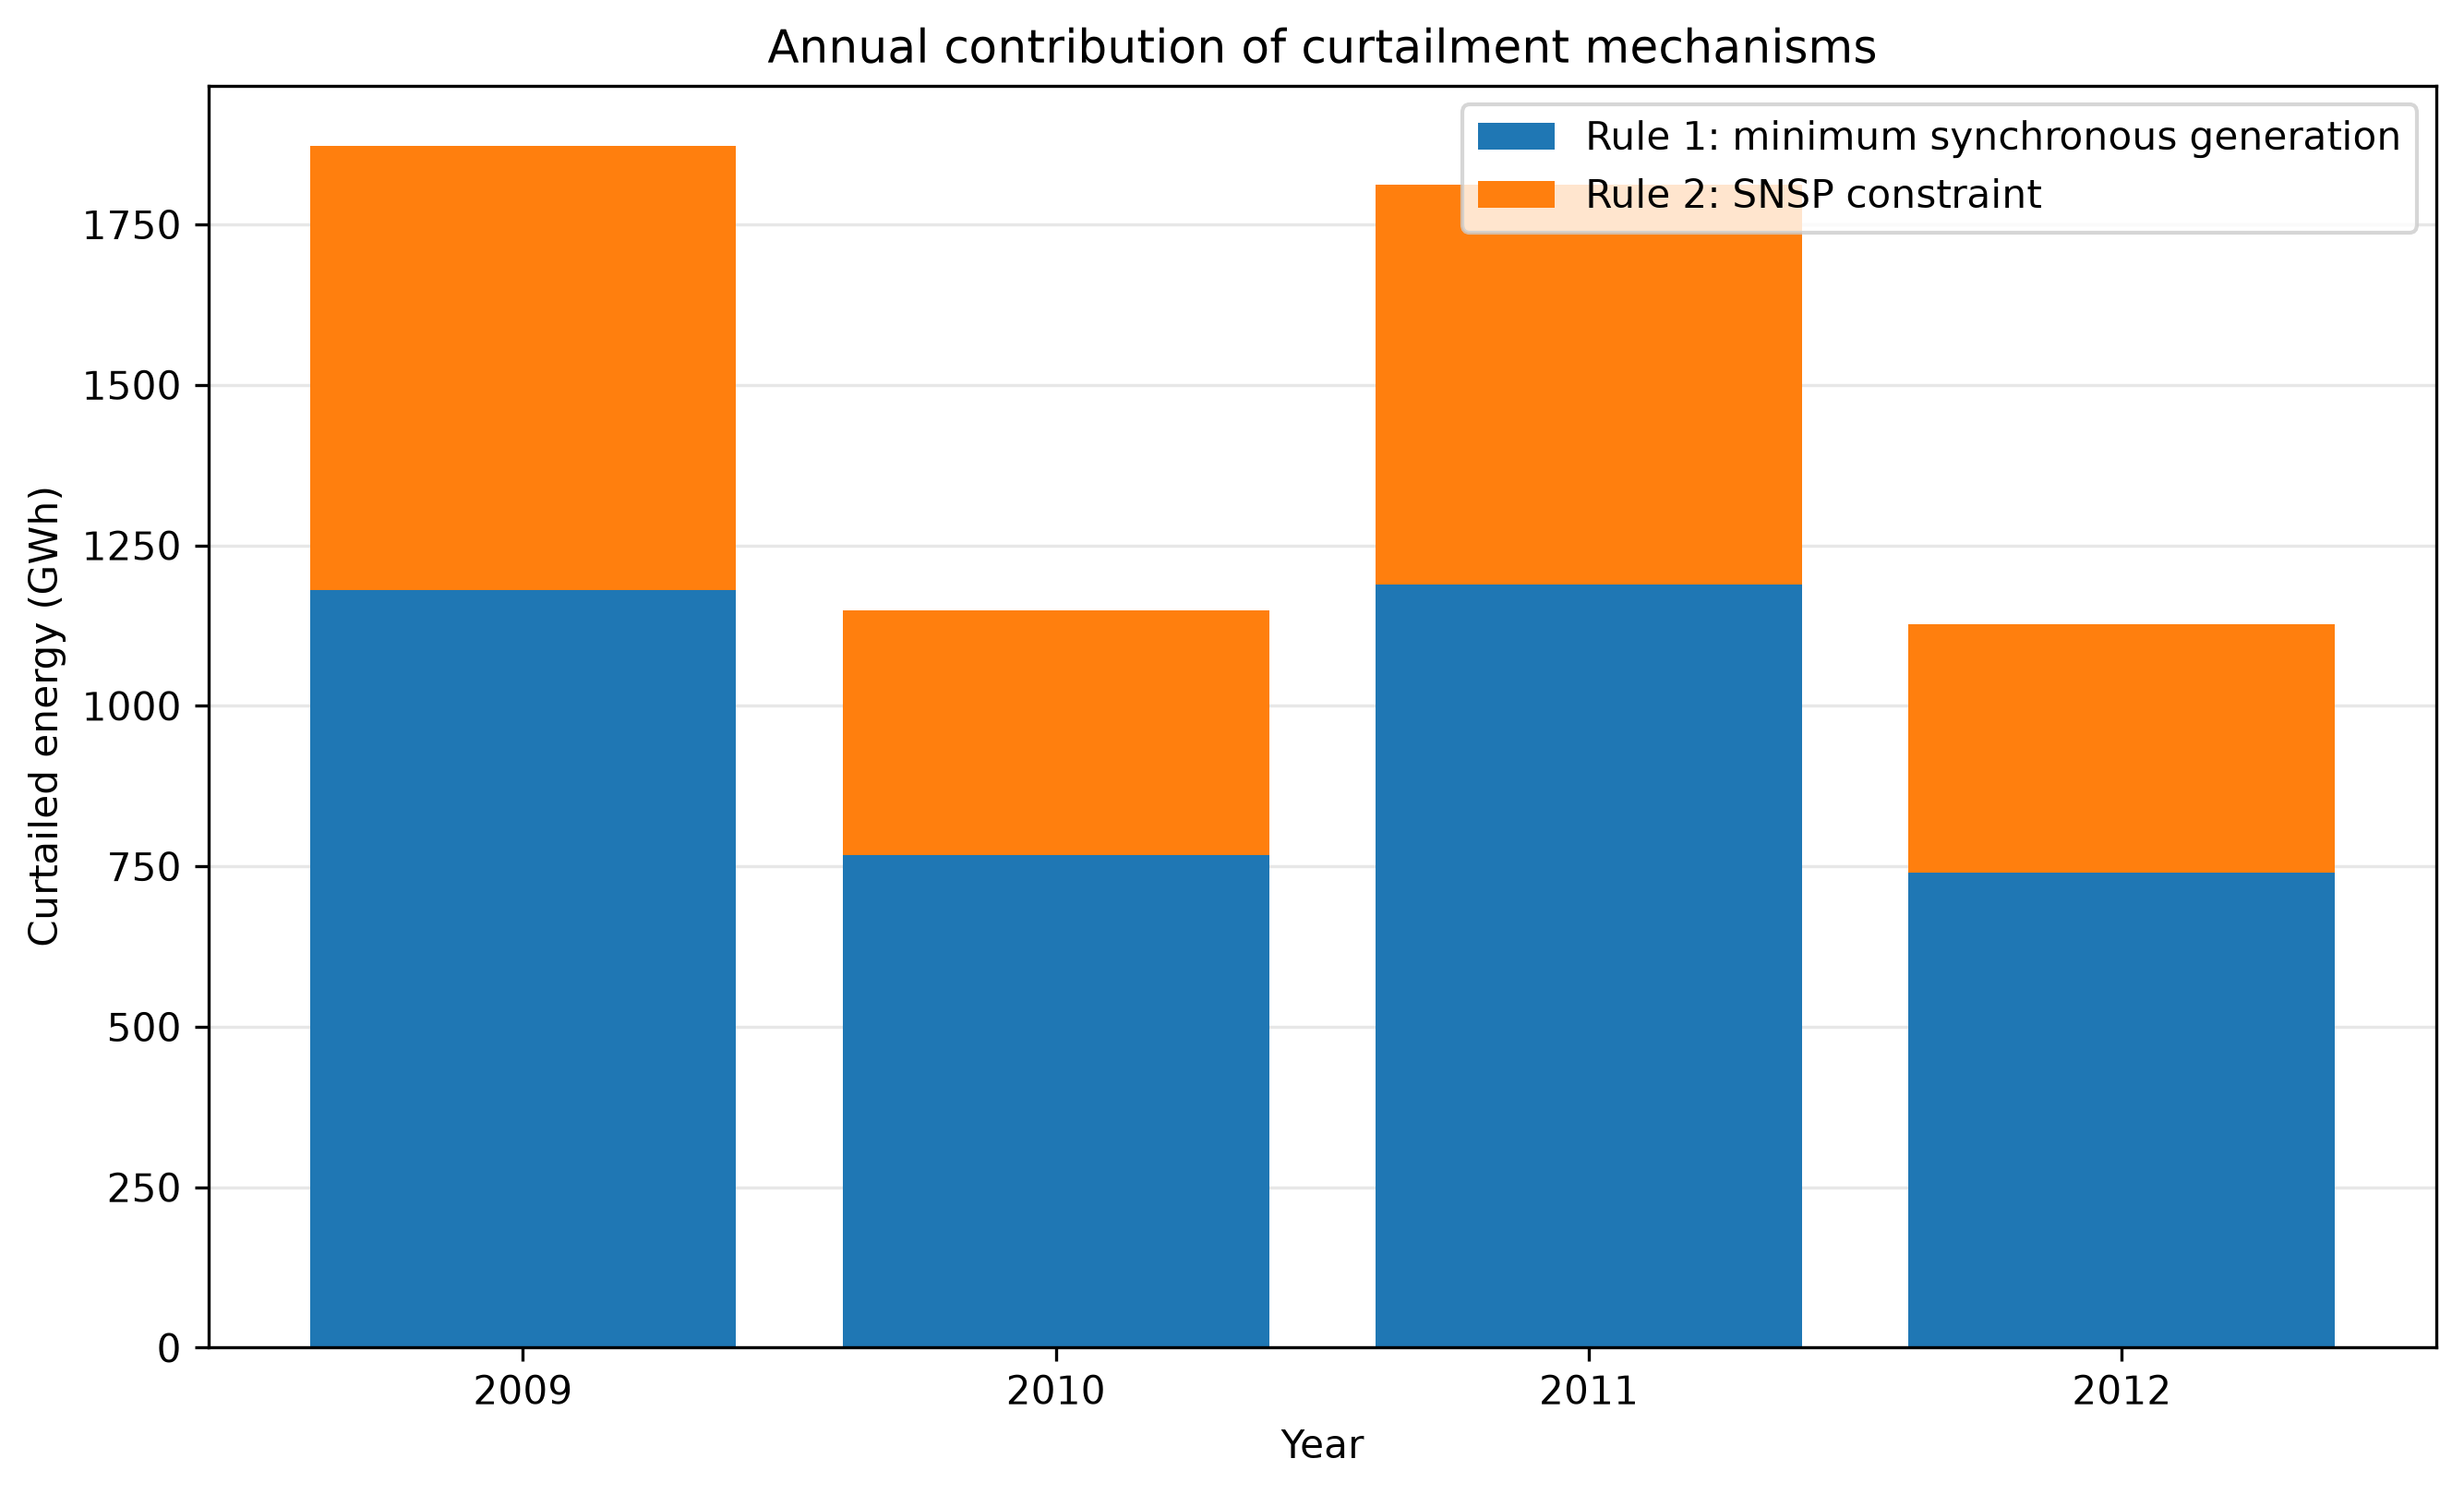 Annual contribution of curtailment mechanisms
Rule 1: minimum synchronous generation
Rule 2: SNSP constraint
Curtailed energy (GWh)
1750
1500
1250
1000
750
500
250
0
2009 2010 2011 2012
Year